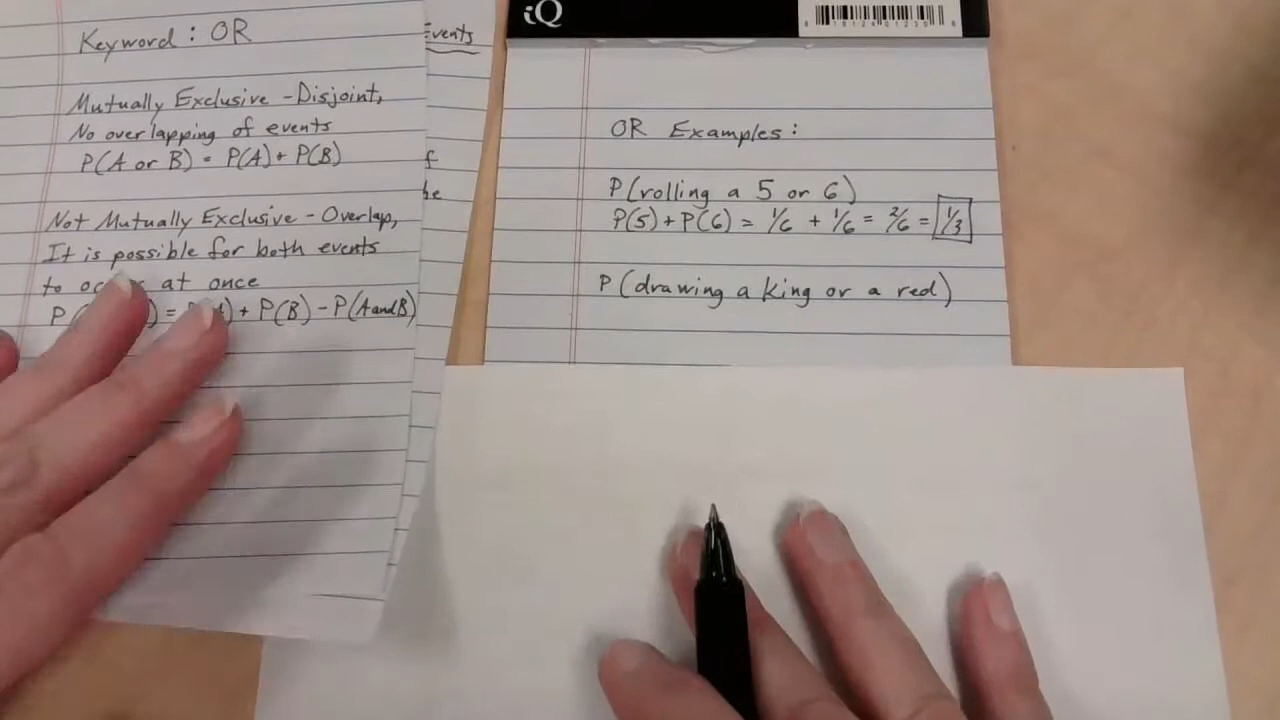 Keyword : OR
Mutually Exclusive - Disjoint,
No overlapping of events
P(A or B) = P(A) + P(B)
Not Mutually Exclusive - Overlap,
It is possible for both events
to at once
P ) = ) + P(B) - P(A and B)
Events
iQ
OR Examples :
P(rolling a 5 or 6)
P(5) + P(6) = 1/6 + 1/6 = 2/6 = 1/3
P(drawing a king or a red)